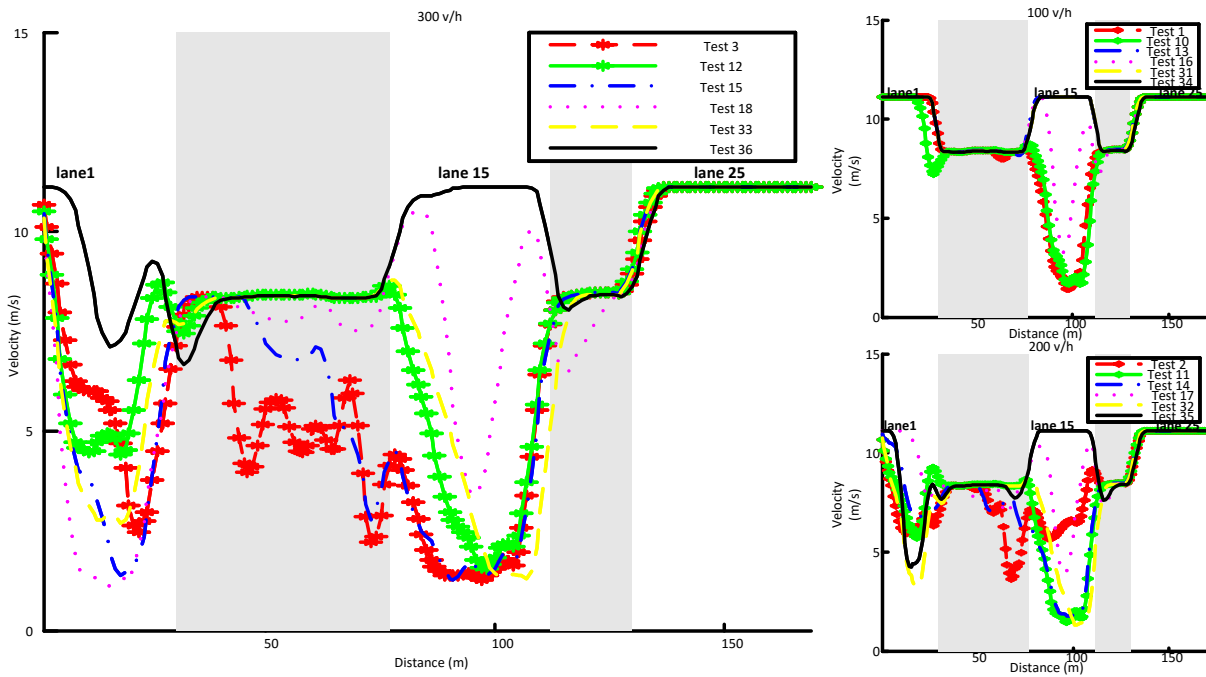 300 v/h
15
10
5
0
50
100
150
Velocity (m/s)
Distance (m)
Test 3
Test 12
Test 15
Test 18
Test 33
Test 36
lane1
lane 15
lane 25
100 v/h
15
10
5
0
50
100
150
Velocity
(m/s)
Distance (m)
Test 1
Test 10
Test 13
Test 16
Test 31
Test 34
lane1
lane 15
lane 25
200 v/h
15
10
5
0
50
100
150
Velocity
(m/s)
Distance (m)
Test 2
Test 11
Test 14
Test 17
Test 32
Test 35
lane1
lane 15
lane 25